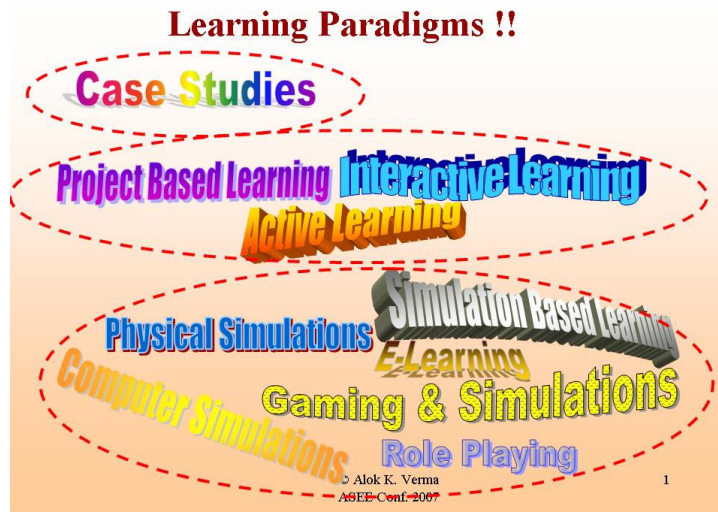 Learning Paradigms !!
Case Studies
Project Based Learning
Interactive Learning
Active Learning
Simulation Based Learning
Physical Simulations
E-Learning
Computer Simulations
Gaming & Simulations
Role Playing
© Alok K. Verma
ASEE Conf. 2007
1